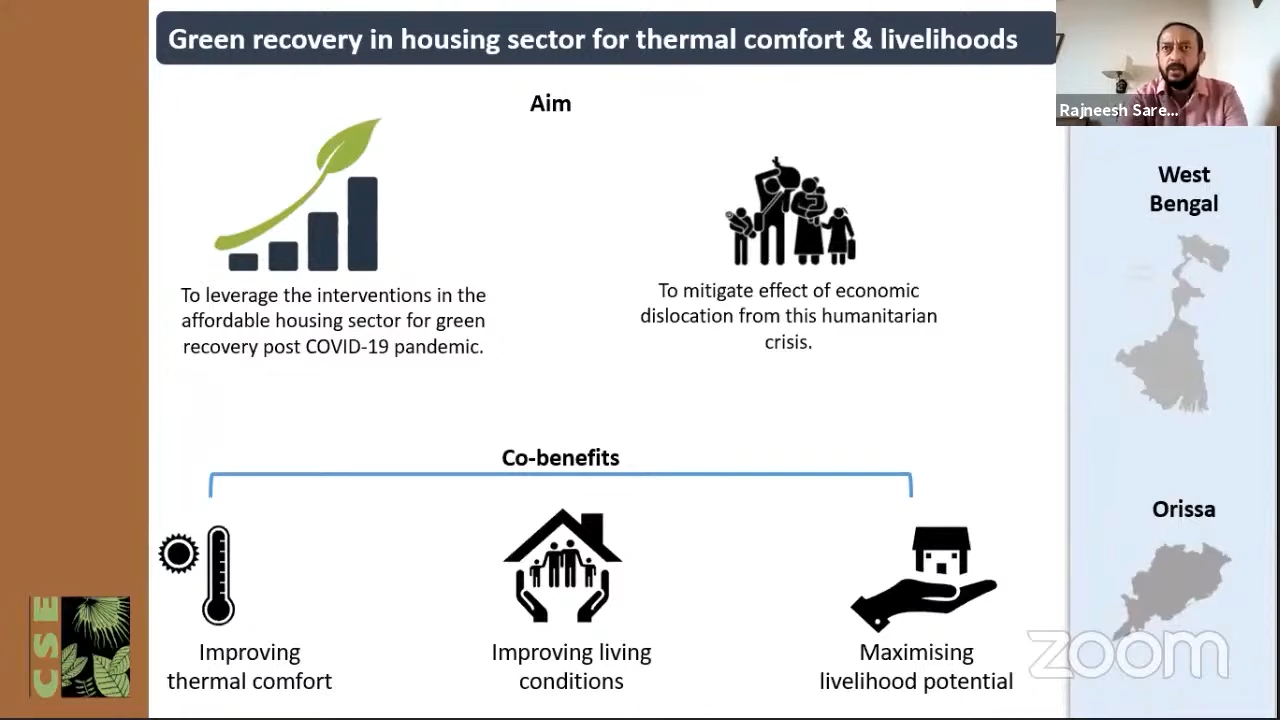 Green recovery in housing sector for thermal comfort & livelihoods
Rajneesh Sare...
Aim
To leverage the interventions in the
affordable housing sector for green
recovery post COVID-19 pandemic.
To mitigate effect of economic
dislocation from this humanitarian
crisis.
West
Bengal
Co-benefits
Improving
thermal comfort
Improving living
conditions
Maximising
livelihood potential
Orissa
CSE
zoom